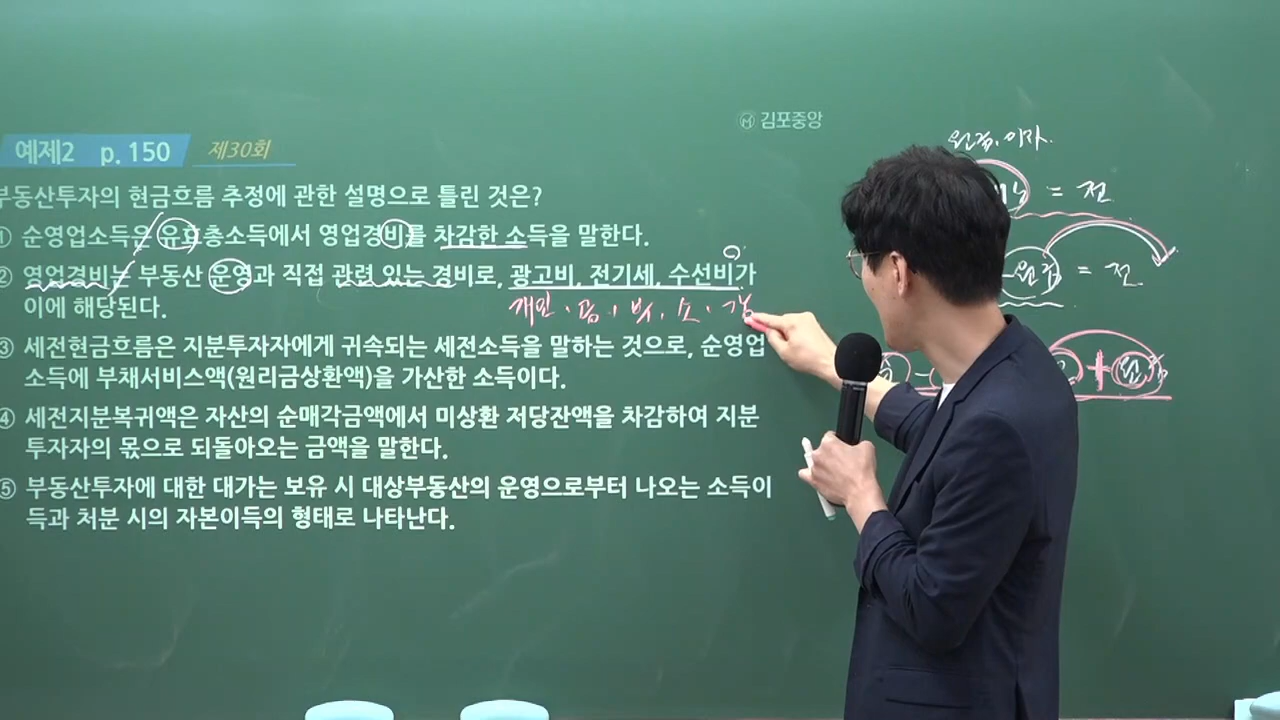 김포중앙
예제2 p. 150 제30회
부동산투자의 현금흐름 추정에 관한 설명으로 틀린 것은?
① 순영업소득은 유효총소득에서 영업경비를 차감한 소득을 말한다.
② 영업경비는 부동산 운영과 직접 관련 있는 경비로, 광고비, 전기세, 수선비가
이에 해당된다.
개인·공·부·소·감
③ 세전현금흐름은 지분투자자에게 귀속되는 세전소득을 말하는 것으로, 순영업
소득에 부채서비스액(원리금상환액)을 가산한 소득이다.
④ 세전지분복귀액은 자산의 순매각금액에서 미상환 저당잔액을 차감하여 지분
투자자의 몫으로 되돌아오는 금액을 말한다.
⑤ 부동산투자에 대한 대가는 보유 시 대상부동산의 운영으로부터 나오는 소득이
득과 처분 시의 자본이득의 형태로 나타난다.
원금, 이자
= 전
= 전